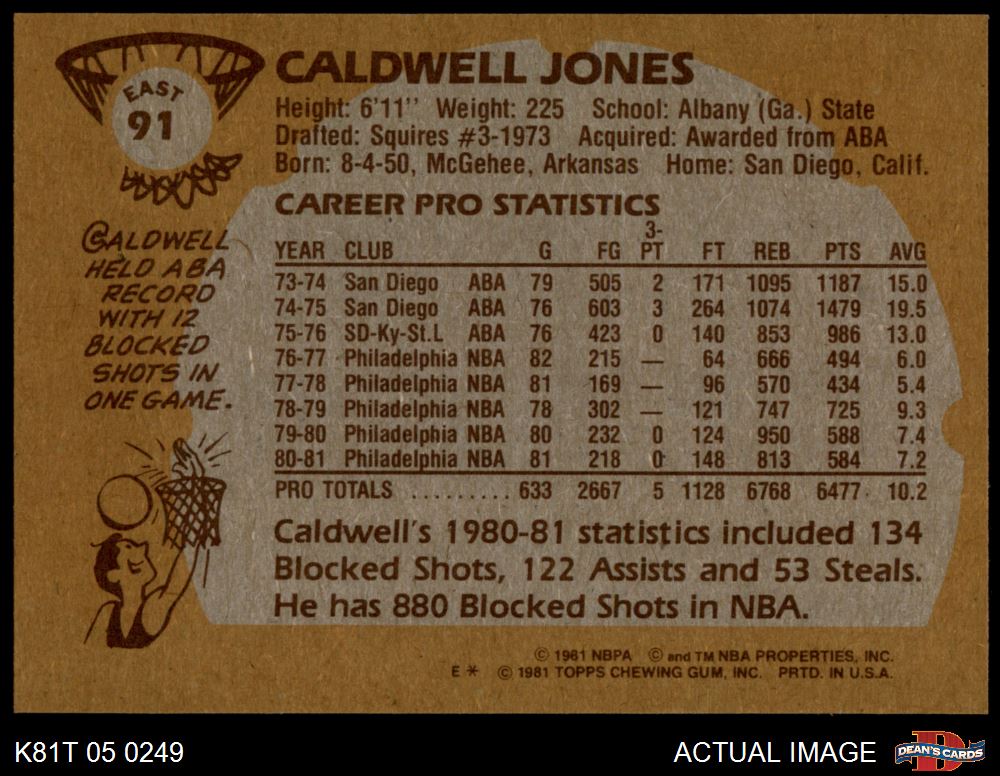 EAST
91
CALDWELL JONES
Height: 6'11'' Weight: 225 School: Albany (Ga.) State
Drafted: Squires #3-1973 Acquired: Awarded from ABA
Born: 8-4-50, McGehee, Arkansas Home: San Diego, Calif.
CALDWELL
HELD ABA
RECORD
WITH 12
BLOCKED
SHOTS IN
ONE GAME.
CAREER PRO STATISTICS
YEAR CLUB G FG 3-PT FT REB PTS AVG
73-74 San Diego ABA 79 505 2 171 1095 1187 15.0
74-75 San Diego ABA 76 603 3 264 1074 1479 19.5
75-76 SD-Ky-St.L ABA 76 423 0 140 853 986 13.0
76-77 Philadelphia NBA 82 215 — 64 666 494 6.0
77-78 Philadelphia NBA 81 169 — 96 570 434 5.4
78-79 Philadelphia NBA 78 302 — 121 747 725 9.3
79-80 Philadelphia NBA 80 232 0 124 950 588 7.4
80-81 Philadelphia NBA 81 218 0 148 813 584 7.2
PRO TOTALS ......... 633 2667 5 1128 6768 6477 10.2
Caldwell's 1980-81 statistics included 134
Blocked Shots, 122 Assists and 53 Steals.
He has 880 Blocked Shots in NBA.
© 1981 NBPA © and TM NBA PROPERTIES, INC.
E * © 1981 TOPPS CHEWING GUM, INC. PRTD. IN U.S.A.
K81T 05 0249
ACTUAL IMAGE
D
DEAN'S CARDS